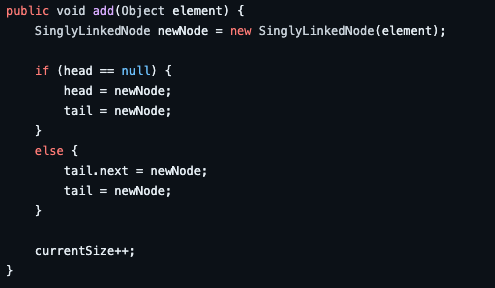 public void add(Object element) {
    SinglyLinkedNode newNode = new SinglyLinkedNode(element);

    if (head == null) {
        head = newNode;
        tail = newNode;
    }
    else {
        tail.next = newNode;
        tail = newNode;
    }

    currentSize++;
}